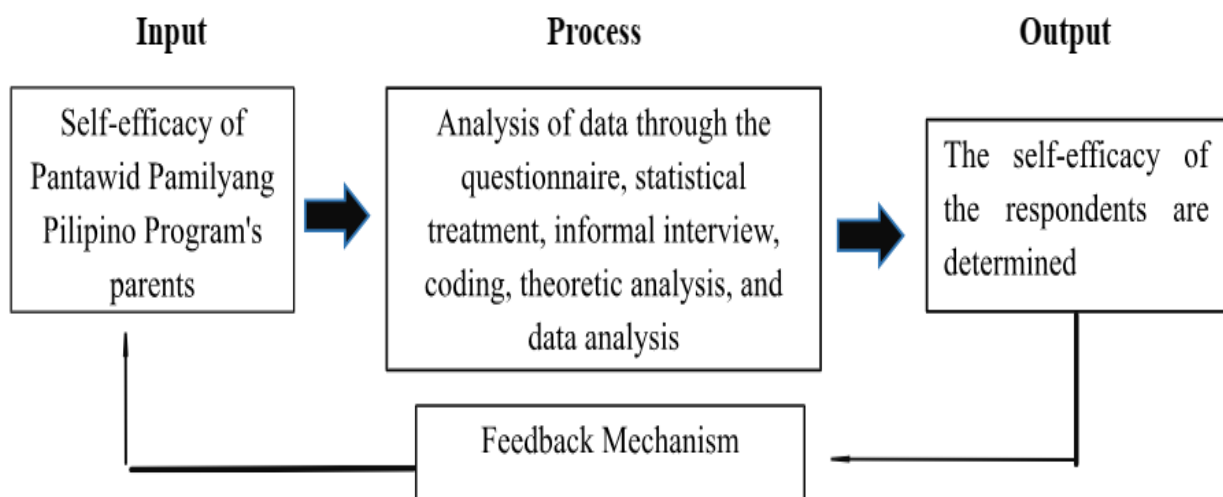 Input
Process
Output
Self-efficacy of
Pantawid Pamilyang
Pilipino Program's
parents
Analysis of data through the
questionnaire, statistical
treatment, informal interview,
coding, theoretic analysis, and
data analysis
The self-efficacy of
the respondents are
determined
Feedback Mechanism